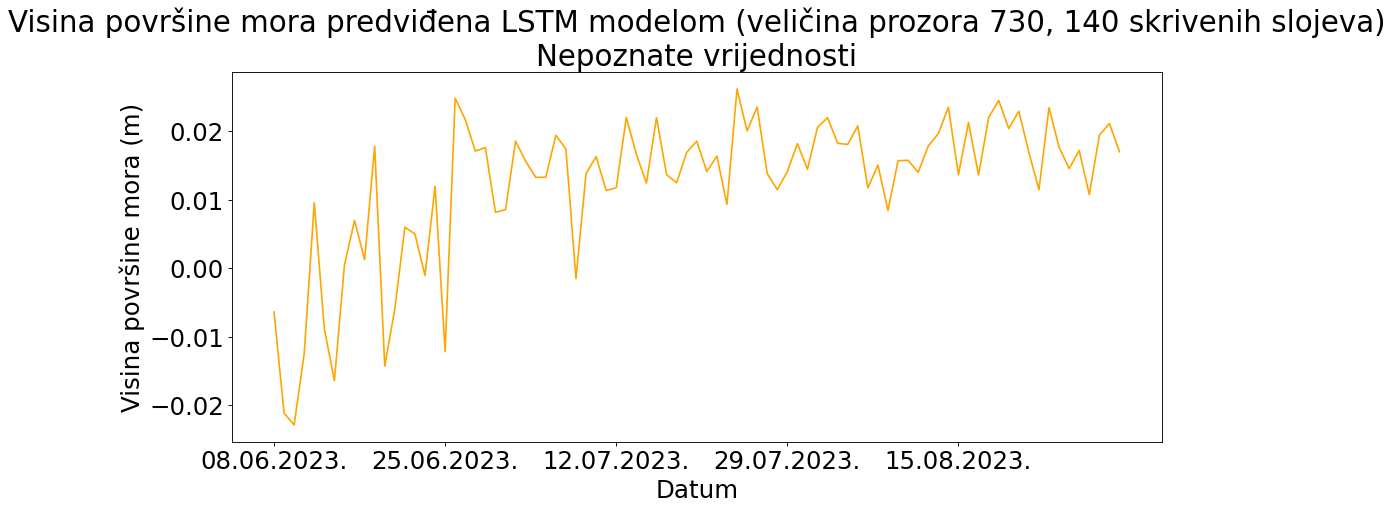 Visina površine mora predviđena LSTM modelom (veličina prozora 730, 140 skrivenih slojeva)
Nepoznate vrijednosti
Visina površine mora (m)
0.02
0.01
0.00
−0.01
−0.02
08.06.2023. 25.06.2023. 12.07.2023. 29.07.2023. 15.08.2023.
Datum